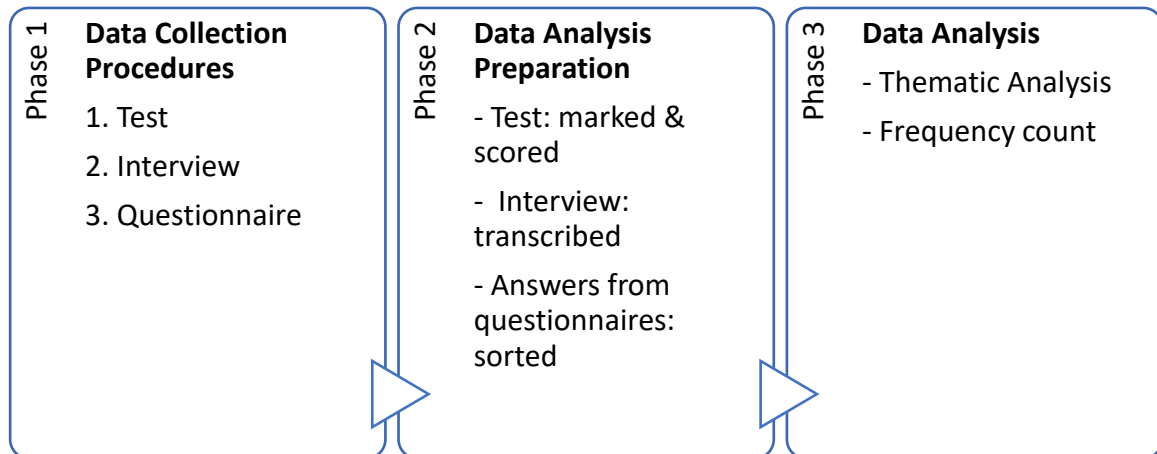 Phase 1
Data Collection
Procedures
1. Test
2. Interview
3. Questionnaire
Phase 2
Data Analysis
Preparation
- Test: marked &
scored
- Interview:
transcribed
- Answers from
questionnaires:
sorted
Phase 3
Data Analysis
- Thematic Analysis
- Frequency count